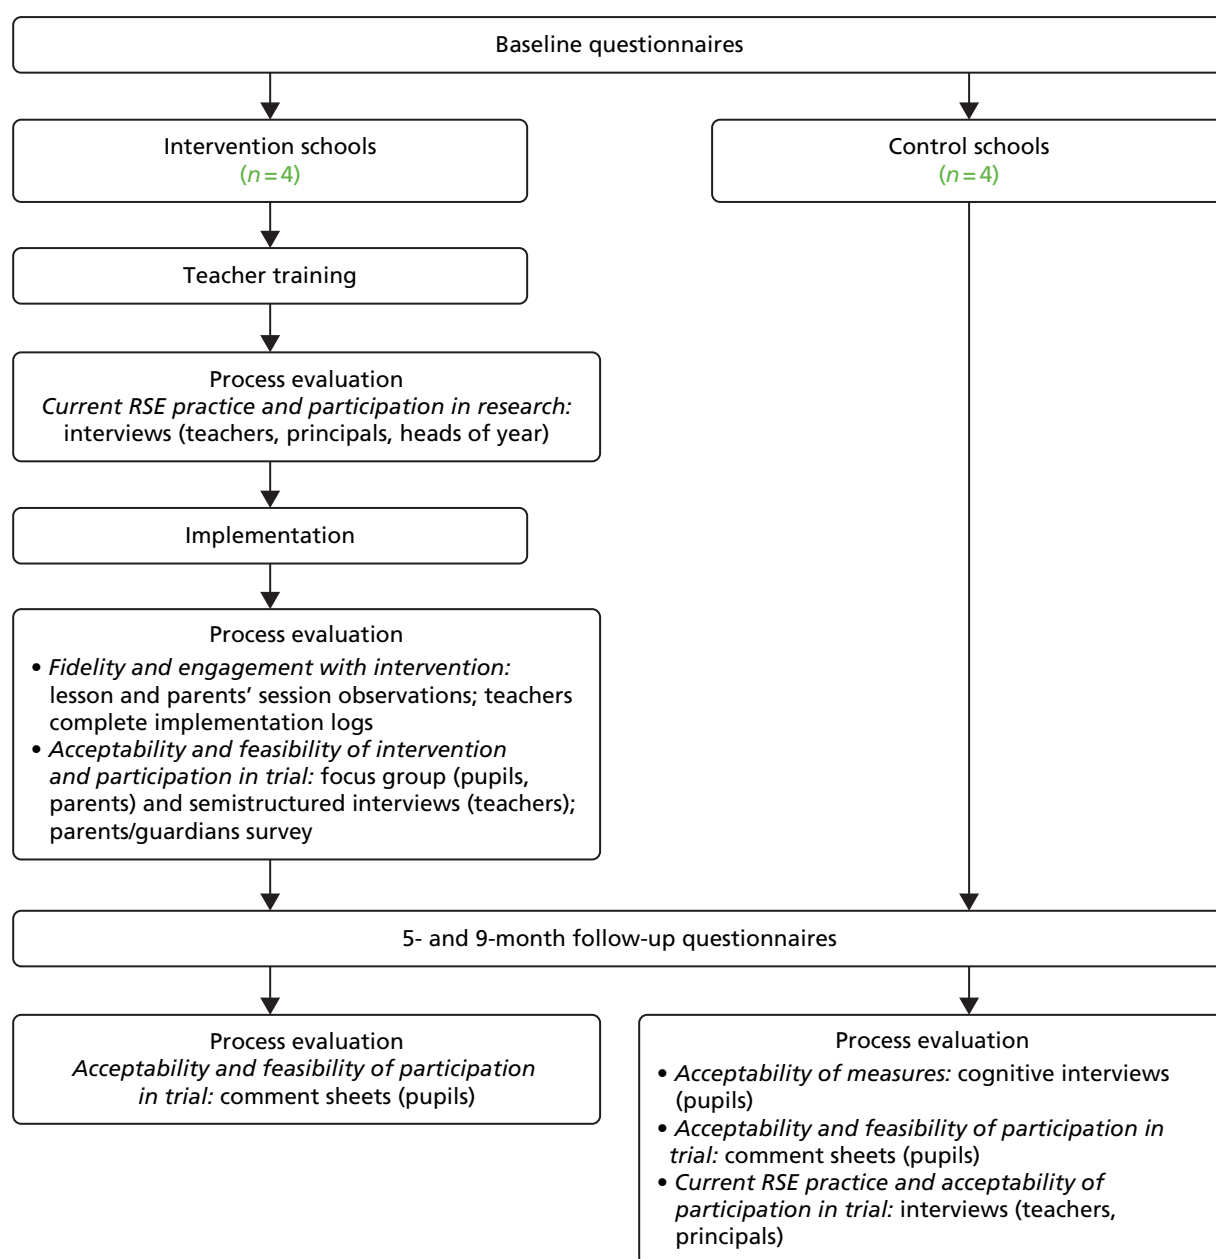 Baseline questionnaires
Intervention schools
(n=4)
Control schools
(n=4)
Teacher training
Process evaluation
Current RSE practice and participation in research:
interviews (teachers, principals, heads of year)
Implementation
Process evaluation
• Fidelity and engagement with intervention:
lesson and parents’ session observations; teachers
complete implementation logs
• Acceptability and feasibility of intervention
and participation in trial: focus group (pupils,
parents) and semistructured interviews (teachers);
parents/guardians survey
5- and 9-month follow-up questionnaires
Process evaluation
Acceptability and feasibility of participation
in trial: comment sheets (pupils)
Process evaluation
• Acceptability of measures: cognitive interviews
(pupils)
• Acceptability and feasibility of participation in
trial: comment sheets (pupils)
• Current RSE practice and acceptability of
participation in trial: interviews (teachers,
principals)